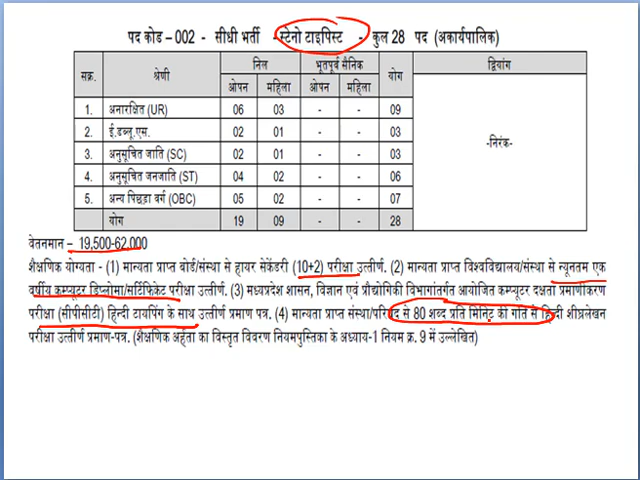 पद कोड-002 - सीधी भर्ती - स्टेनो टाइपिस्ट - कुल 28 पद (अकार्यपालिक)
सक्र. श्रेणी निल भूतपूर्व सैनिक योग द्वियांग
ओपन महिला ओपन महिला
1. अनारक्षित (UR) 06 03 - - 09
2. ई.डब्लू.एस. 02 01 - - 03
3. अनुसूचित जाति (SC) 02 01 - - 03
-निरंक-
4. अनुसूचित जनजाति (ST) 04 02 - - 06
5. अन्य पिछड़ा वर्ग (OBC) 05 02 - - 07
योग 19 09 28
वेतनमान – 19,500-62,000
शैक्षणिक योग्यता - (1) मान्यता प्राप्त बोर्ड/संस्था से हायर सेकेंडरी (10+2) परीक्षा उत्तीर्ण. (2) मान्यता प्राप्त विश्वविद्यालय/संस्था से न्यूनतम एक
वर्षीय कम्प्यूटर डिप्लोमा/सर्टिफिकेट परीक्षा उत्तीर्ण. (3) मध्यप्रदेश शासन, विज्ञान एवं प्रौद्योगिकी विभागांतर्गत आयोजित कम्प्यूटर दक्षता प्रमाणीकरण
परीक्षा (सीपीसीटी) हिन्दी टायपिंग के साथ उत्तीर्ण प्रमाण पत्र. (4) मान्यता प्राप्त संस्था/परिषद से 80 शब्द प्रति मिनिट की गति से हिन्दी शीघ्रलेखन
परीक्षा उत्तीर्ण प्रमाण-पत्र. (शैक्षणिक अर्हता का विस्तृत विवरण नियमपुस्तिका के अध्याय-1 नियम क्र. 9 में उल्लेखित)